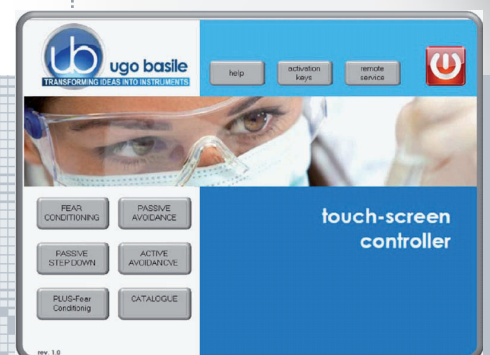 ub
ugo basile
TRANSFORMING IDEAS INTO INSTRUMENTS
help
activation
keys
remote
service
touch-screen
controller
FEAR
CONDITIONING
PASSIVE
AVOIDANCE
PASSIVE
STEP DOWN
ACTIVE
AVOIDANCVE
PLUS-Fear
Conditionig
CATALOGUE
rev. 1.0